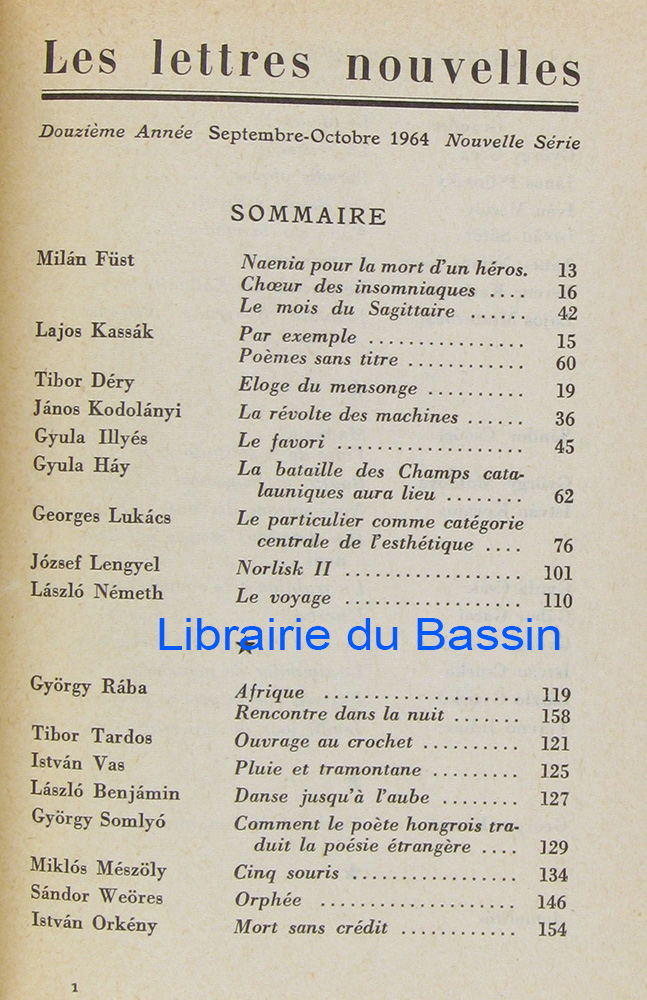 Les lettres nouvelles
Douzième Année Septembre-Octobre 1964 Nouvelle Série
SOMMAIRE
Milán Füst Naenia pour la mort d'un héros. 13
Chœur des insomniaques .... 16
Le mois du Sagittaire ...... 42
Lajos Kassák Par exemple ................ 15
Poèmes sans titre ............ 60
Tibor Déry Eloge du mensonge .......... 19
János Kodolányi La révolte des machines ...... 36
Gyula Illyés Le favori .................. 45
Gyula Háy La bataille des Champs cata-
launiques aura lieu ........ 62
Georges Lukács Le particulier comme catégorie
centrale de l'esthétique .... 76
József Lengyel Norlisk II .................. 101
László Németh Le voyage .................. 110
Librairie du Bassin
★
György Rába Afrique .................. 119
Rencontre dans la nuit ....... 158
Tibor Tardos Ouvrage au crochet .......... 121
István Vas Pluie et tramontane ......... 125
László Benjámin Danse jusqu'à l'aube ........ 127
György Somlyó Comment le poète hongrois tra-
duit la poésie étrangère .... 129
Miklós Mészöly Cinq souris ................ 134
Sándor Weöres Orphée .................... 146
István Orkény Mort sans crédit ............ 154
1